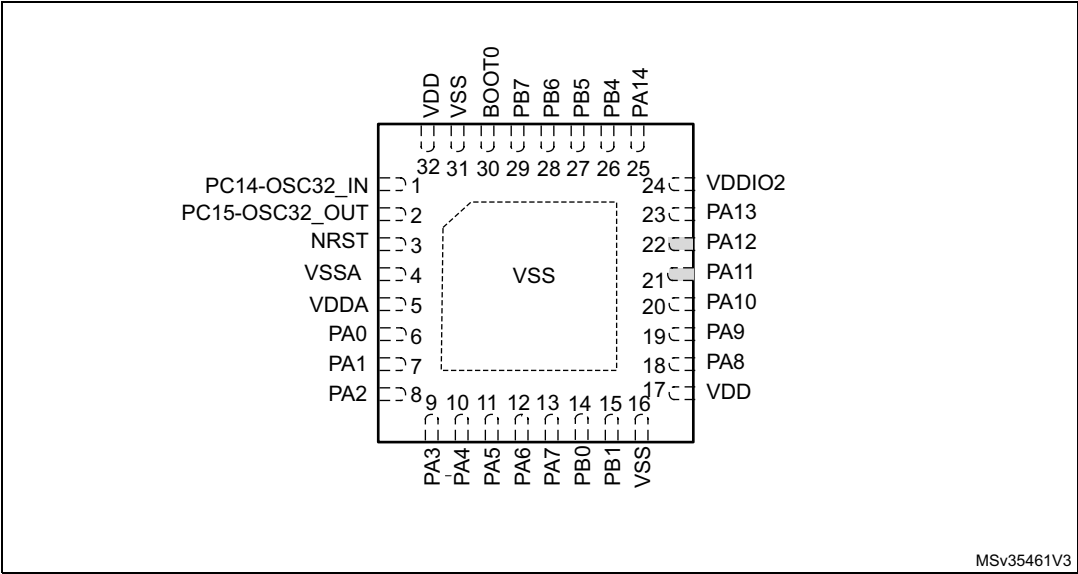 VDD VSS BOOT0 PB7 PB6 PB5 PB4 PA14
32 31 30 29 28 27 26 25
PC14-OSC32_IN 1 24 VDDIO2
PC15-OSC32_OUT 2 23 PA13
NRST 3 22 PA12
VSSA 4 VSS 21 PA11
VDDA 5 20 PA10
PA0 6 19 PA9
PA1 7 18 PA8
PA2 8 17 VDD
9 10 11 12 13 14 15 16
PA3 PA4 PA5 PA6 PA7 PB0 PB1 VSS
MSv35461V3